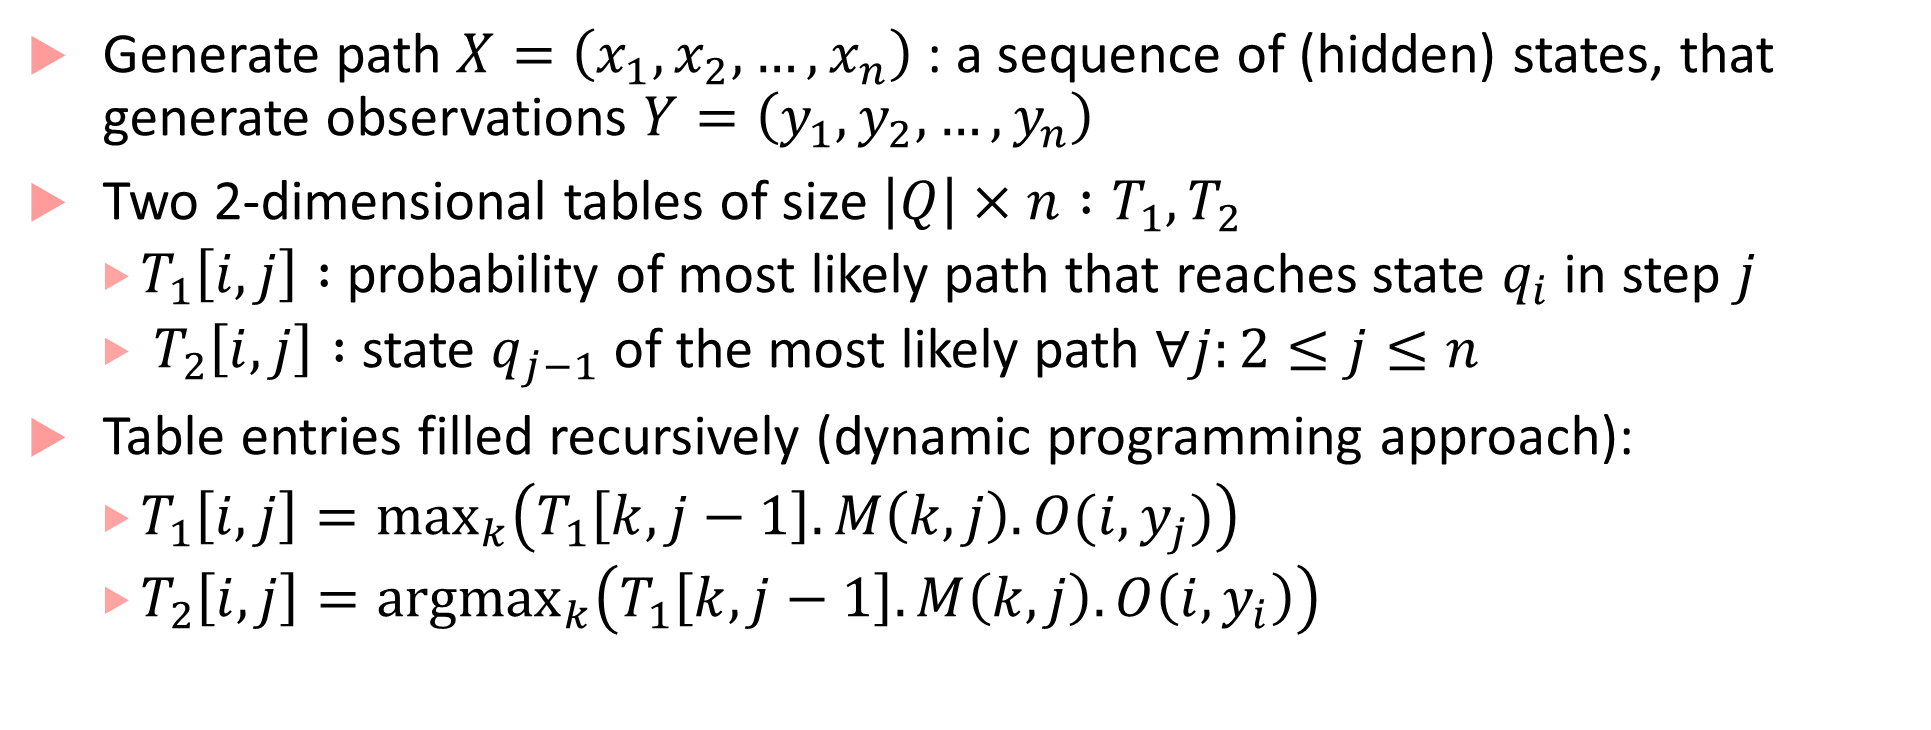 Generate path X = (x₁, x₂, … , xₙ) : a sequence of (hidden) states, that
generate observations Y = (y₁, y₂, … , yₙ)
Two 2-dimensional tables of size |Q| × n : T₁, T₂
T₁[i, j] : probability of most likely path that reaches state qᵢ in step j
T₂[i, j] : state qⱼ₋₁ of the most likely path ∀j: 2 ≤ j ≤ n
Table entries filled recursively (dynamic programming approach):
T₁[i, j] = maxₖ(T₁[k, j − 1]. M(k, j). O(i, yⱼ))
T₂[i, j] = argmaxₖ(T₁[k, j − 1]. M(k, j). O(i, yᵢ))